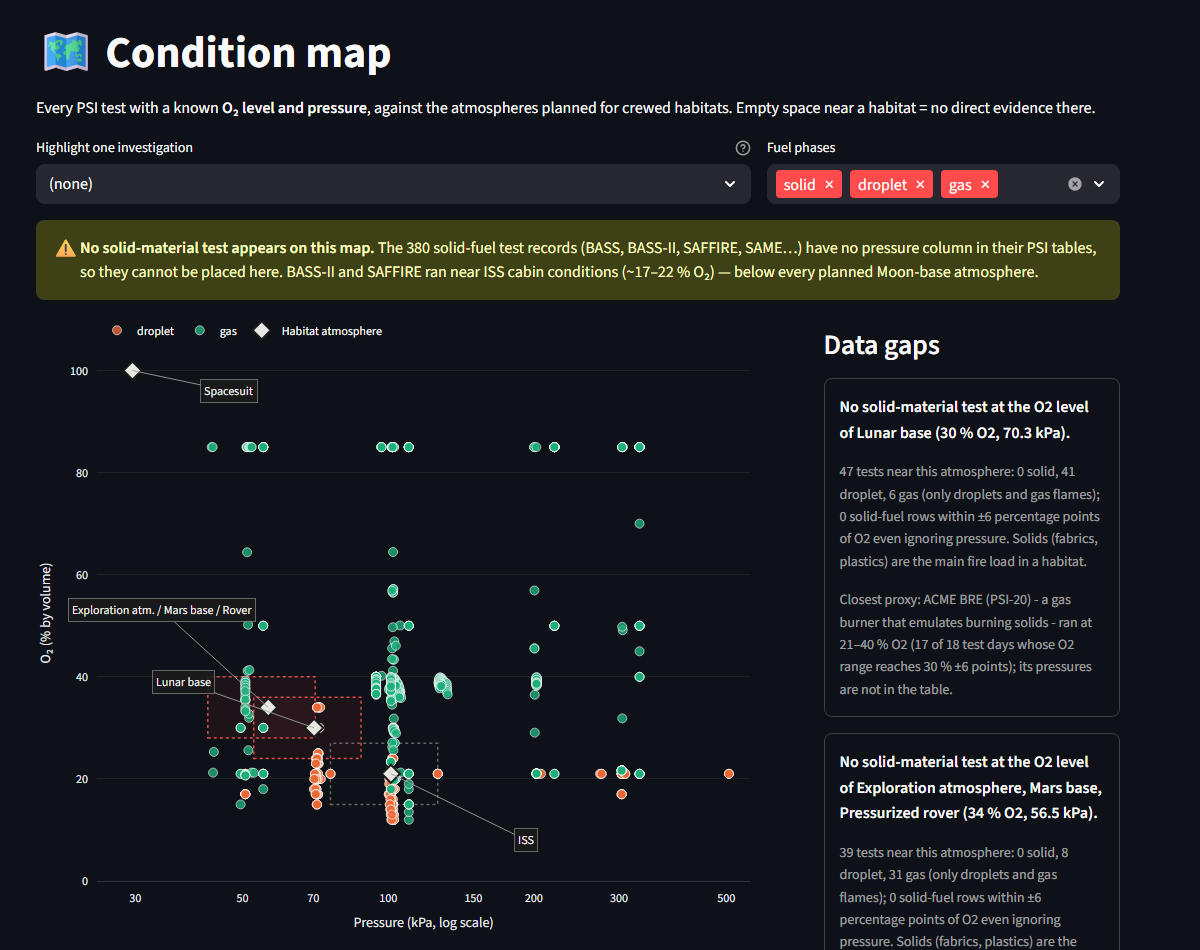 Condition map
Every PSI test with a known O₂ level and pressure, against the atmospheres planned for crewed habitats. Empty space near a habitat = no direct evidence there.
Highlight one investigation
Fuel phases
(none)
solid × droplet × gas ×
No solid-material test appears on this map. The 380 solid-fuel test records (BASS, BASS-II, SAFFIRE, SAME…) have no pressure column in their PSI tables,
so they cannot be placed here. BASS-II and SAFFIRE ran near ISS cabin conditions (~17–22 % O₂) — below every planned Moon-base atmosphere.
droplet gas Habitat atmosphere
100
80
60
40
20
0
O₂ (% by volume)
Spacesuit
Exploration atm. / Mars base / Rover
Lunar base
ISS
30 50 70 100 150 200 300 500
Pressure (kPa, log scale)
Data gaps
No solid-material test at the O2 level
of Lunar base (30 % O2, 70.3 kPa).
47 tests near this atmosphere: 0 solid, 41
droplet, 6 gas (only droplets and gas flames);
0 solid-fuel rows within ±6 percentage points
of O2 even ignoring pressure. Solids (fabrics,
plastics) are the main fire load in a habitat.
Closest proxy: ACME BRE (PSI-20) - a gas
burner that emulates burning solids - ran at
21–40 % O2 (17 of 18 test days whose O2
range reaches 30 % ±6 points); its pressures
are not in the table.
No solid-material test at the O2 level
of Exploration atmosphere, Mars base,
Pressurized rover (34 % O2, 56.5 kPa).
39 tests near this atmosphere: 0 solid, 8
droplet, 31 gas (only droplets and gas
flames); 0 solid-fuel rows within ±6
percentage points of O2 even ignoring
pressure. Solids (fabrics, plastics) are the